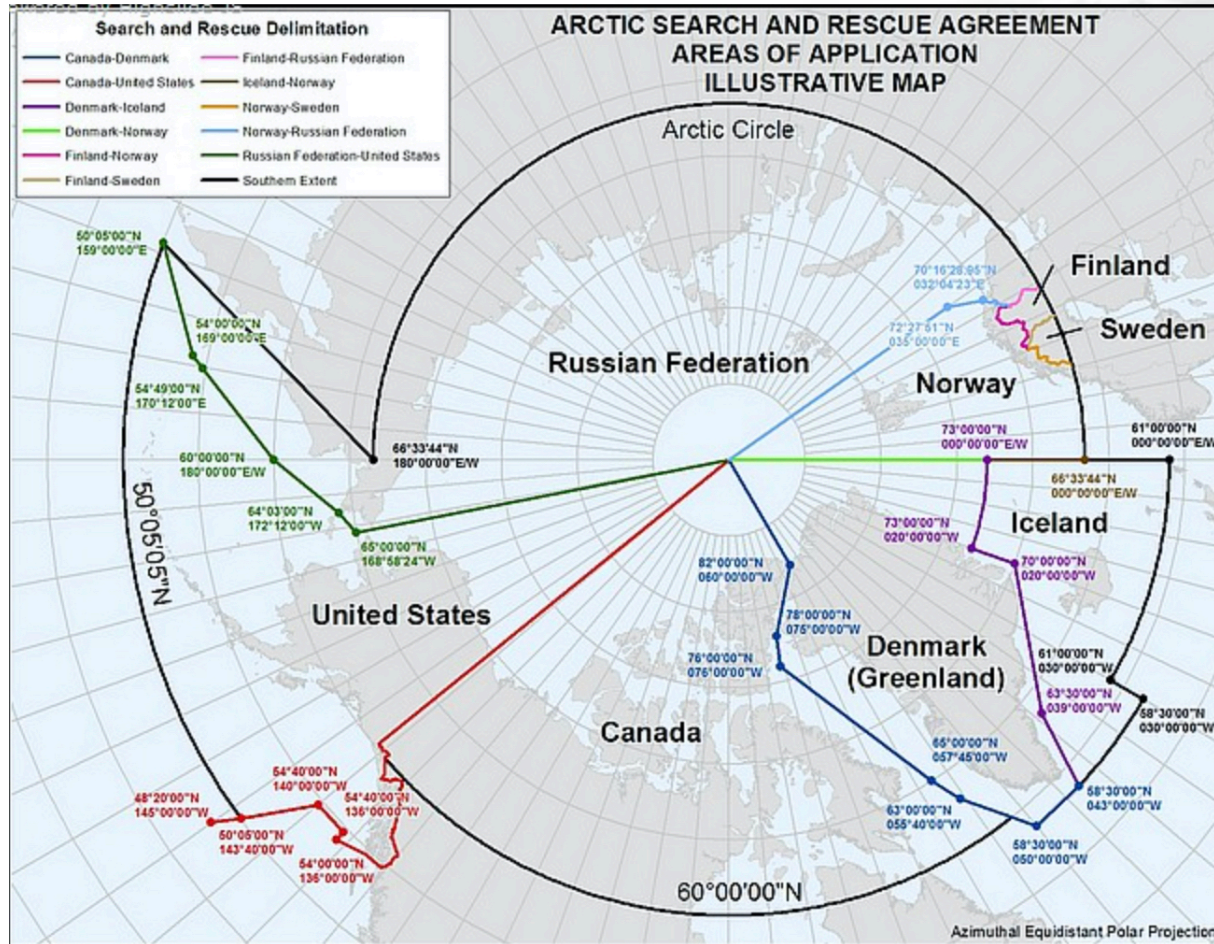 Powered by Highslide JS
ARCTIC SEARCH AND RESCUE AGREEMENT
AREAS OF APPLICATION
ILLUSTRATIVE MAP
Search and Rescue Delimitation
Canada-Denmark
Canada-United States
Denmark-Iceland
Denmark-Norway
Finland-Norway
Finland-Sweden
Finland-Russian Federation
Iceland-Norway
Norway-Sweden
Norway-Russian Federation
Russian Federation-United States
Southern Extent
Arctic Circle
50°05'00"N
159°00'00"E
54°00'00"N
169°00'00"E
54°49'00"N
170°12'00"E
60°00'00"N
180°00'00"E/W
64°03'00"N
172°12'00"W
65°00'00"N
168°58'24"W
66°33'44"N
180°00'00"E/W
50°05'05"N
70°16'28.95"N
032°04'23"E
72°27'51"N
035°00'00"E
Finland
Sweden
Norway
Russian Federation
73°00'00"N
000°00'00"E/W
61°00'00"N
000°00'00"E/W
66°33'44"N
000°00'00"E/W
Iceland
73°00'00"N
020°00'00"W
70°00'00"N
020°00'00"W
82°00'00"N
060°00'00"W
78°00'00"N
075°00'00"W
76°00'00"N
076°00'00"W
United States
Denmark
(Greenland)
Canada
61°00'00"N
030°00'00"W
63°30'00"N
039°00'00"W
58°30'00"N
030°00'00"W
65°00'00"N
057°45'00"W
63°00'00"N
055°40'00"W
58°30'00"N
043°00'00"W
58°30'00"N
050°00'00"W
54°40'00"N
140°00'00"W
54°40'00"N
136°00'00"W
48°20'00"N
145°00'00"W
50°05'00"N
143°40'00"W
54°00'00"N
136°00'00"W
60°00'00"N
Azimuthal Equidistant Polar Projection